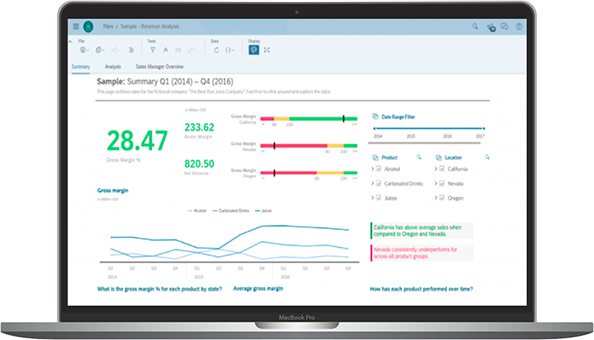 Files / Sample - Revenue Analysis
File
Tools
Data
Display
Summary
Analysis
Sales Manager Overview
Sample: Summary Q1 (2014) – Q4 (2016)
This page outlines sales for the fictional company "The Best Run Juice Company". Feel free to click around and explore the data!
28.47
Gross Margin %
in Million USD
233.62
Gross Margin
820.50
Net Revenue
Gross Margin
California
Gross Margin
Nevada
Gross Margin
Oregon
Date Range Filter
2014
2015
2016
2017
Product
Alcohol
Carbonated Drinks
Juices
Location
California
Nevada
Oregon
Gross margin
in Million USD
Alcohol
Carbonated Drinks
Juices
Q1 Q2 Q3 Q4 Q1 Q2 Q3 Q4 Q1 Q2 Q3 Q4
2014 2015 2016
California has above average sales when
compared to Oregon and Nevada.
Nevada consistently underperforms for
across all product groups.
What is the gross margin % for each product by state?
Average gross margin
How has each product performed over time?
MacBook Pro